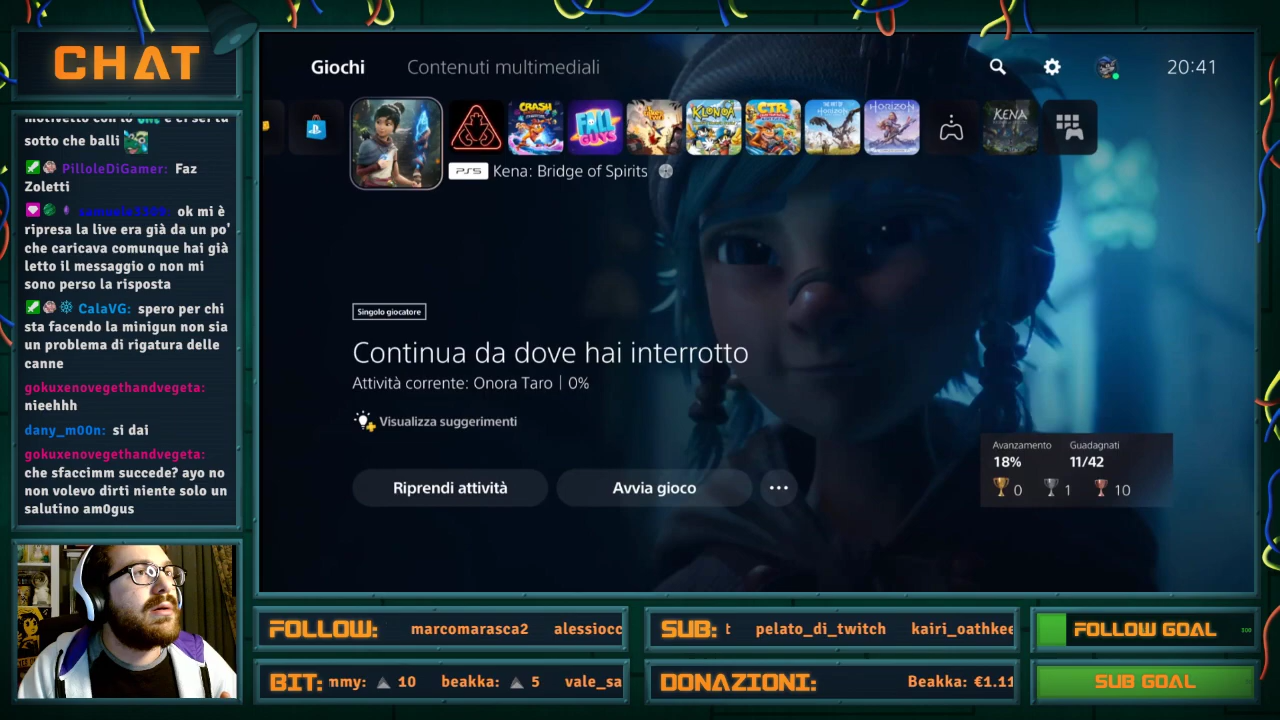 CHAT
sotto che balli
PilloleDiGamer: Faz
Zoletti
ok mi è
ripresa la live era già da un po'
che caricava comunque hai già
letto il messaggio o non mi
sono perso la risposta
CalaVG: spero per chi
sta facendo la minigun non sia
un problema di rigatura delle
canne
gokuxenovegethandvegeta:
nieehhh
dany_m00n: si dai
gokuxenovegethandvegeta:
che sfaccimm succede? ayo no
non volevo dirti niente solo un
salutino am0gus
Giochi
Contenuti multimediali
20:41
CRASH
FALL GUYS
KLONOA
CTR
HORIZON
HORIZON
KENA
PS5 Kena: Bridge of Spirits
Singolo giocatore
Continua da dove hai interrotto
Attività corrente: Onora Taro | 0%
Visualizza suggerimenti
Riprendi attività
Avvia gioco
...
Avanzamento Guadagnati
18% 11/42
0 1 10
FOLLOW: marcomarasca2 alessiocc
SUB: t pelato_di_twitch kairi_oathkee
FOLLOW GOAL
BIT: mmy: 10 beakka: 5 vale_sa
DONAZIONI: Beakka: €1.11
SUB GOAL